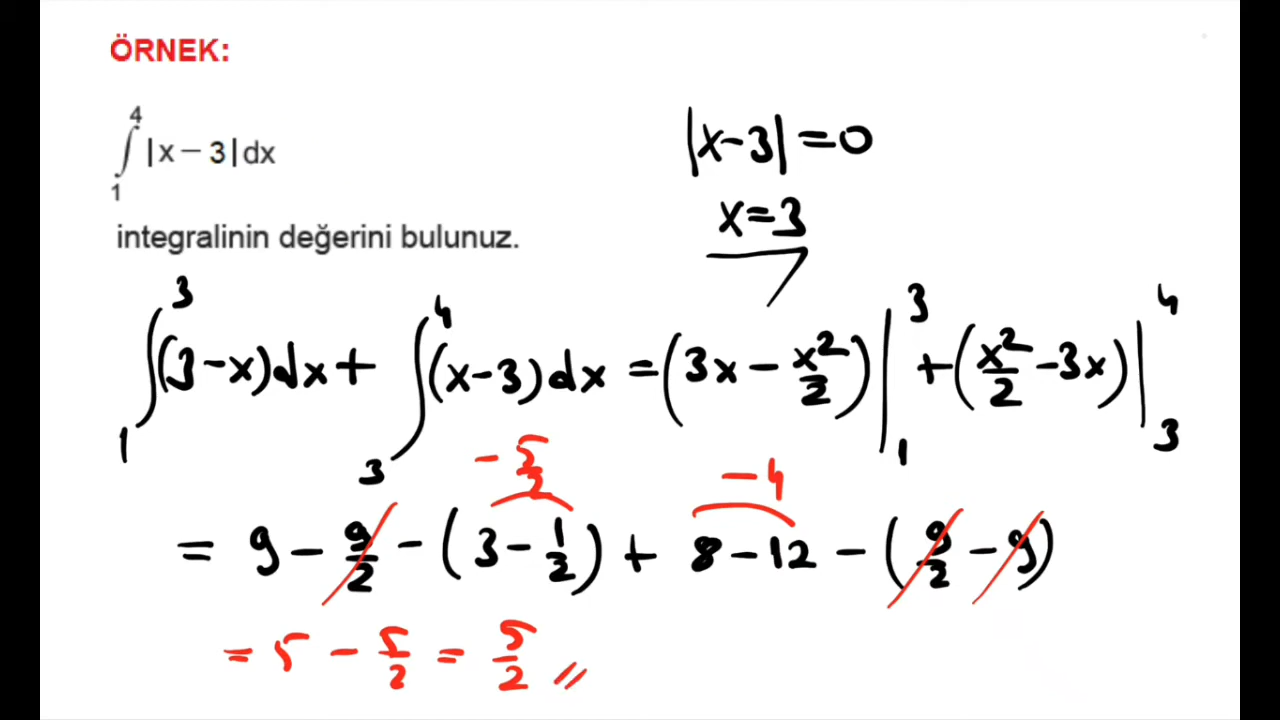 ÖRNEK:
∫₁⁴ |x − 3| dx
integralinin değerini bulunuz.
|x-3| = 0
x = 3
∫₁³ (3-x)dx + ∫₃⁴ (x-3)dx = (3x - x²/2) |₁³ + (x²/2 - 3x) |₃⁴
- 5/2
-4
= 9 - 9/2 - (3 - 1/2) + 8 - 12 - (9/2 - 9)
= 5 - 5/2 = 5/2 //